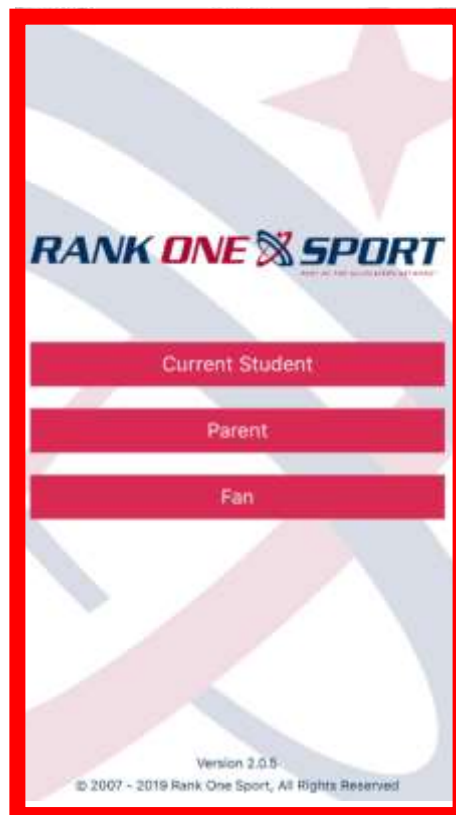 RANK ONE SPORT
Current Student
Parent
Fan
Version 2.0.5
© 2007 - 2019 Rank One Sport, All Rights Reserved